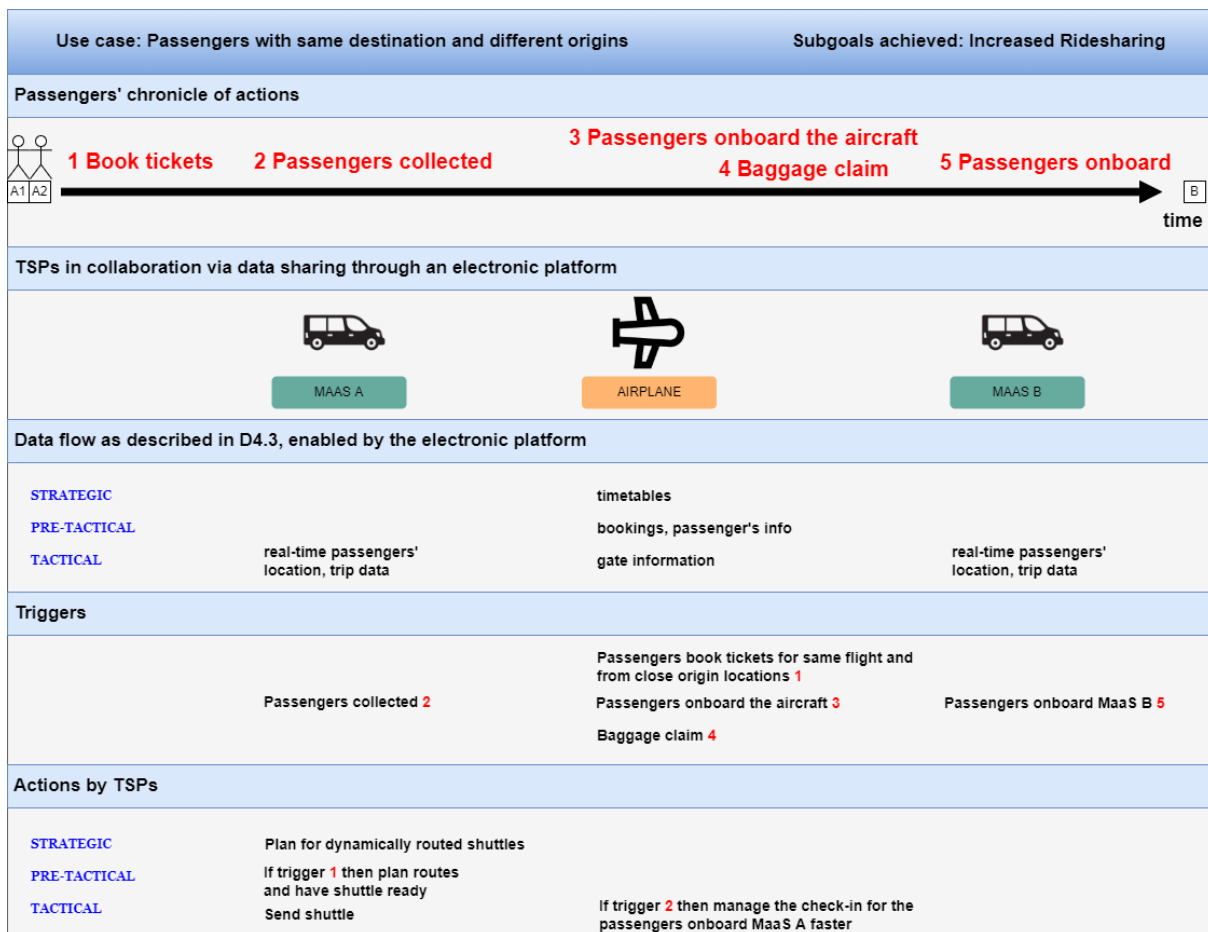 Use case: Passengers with same destination and different origins
Subgoals achieved: Increased Ridesharing
Passengers' chronicle of actions
1 Book tickets
2 Passengers collected
3 Passengers onboard the aircraft
4 Baggage claim
5 Passengers onboard
A1 A2
B
time
TSPs in collaboration via data sharing through an electronic platform
MAAS A
AIRPLANE
MAAS B
Data flow as described in D4.3, enabled by the electronic platform
STRATEGIC
timetables
PRE-TACTICAL
bookings, passenger's info
TACTICAL
real-time passengers'
location, trip data
gate information
real-time passengers'
location, trip data
Triggers
Passengers book tickets for same flight and
from close origin locations 1
Passengers collected 2
Passengers onboard the aircraft 3
Passengers onboard MaaS B 5
Baggage claim 4
Actions by TSPs
STRATEGIC
Plan for dynamically routed shuttles
PRE-TACTICAL
If trigger 1 then plan routes
and have shuttle ready
TACTICAL
Send shuttle
If trigger 2 then manage the check-in for the
passengers onboard MaaS A faster